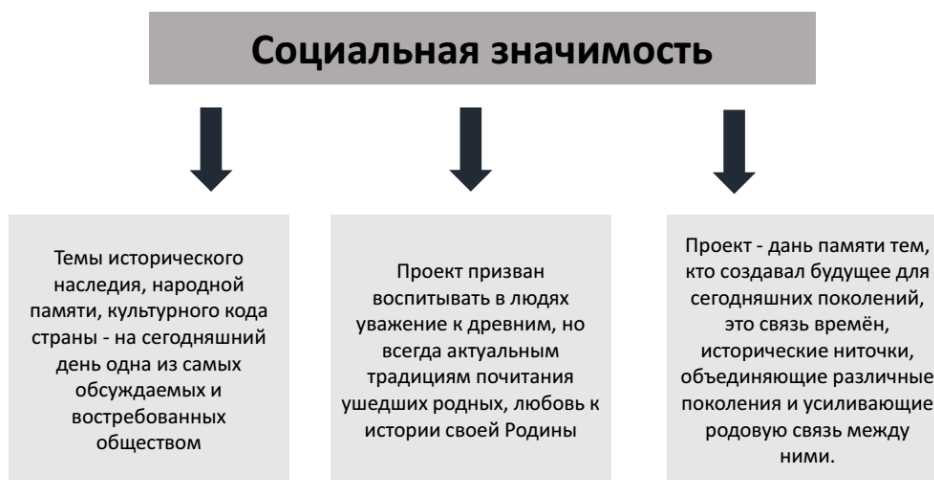 Социальная значимость
Темы исторического
наследия, народной
памяти, культурного кода
страны - на сегодняшний
день одна из самых
обсуждаемых и
востребованных
обществом
Проект призван
воспитывать в людях
уважение к древним, но
всегда актуальным
традициям почитания
ушедших родных, любовь к
истории своей Родины
Проект - дань памяти тем,
кто создавал будущее для
сегодняшних поколений,
это связь времён,
исторические ниточки,
объединяющие различные
поколения и усиливающие
родовую связь между
ними.